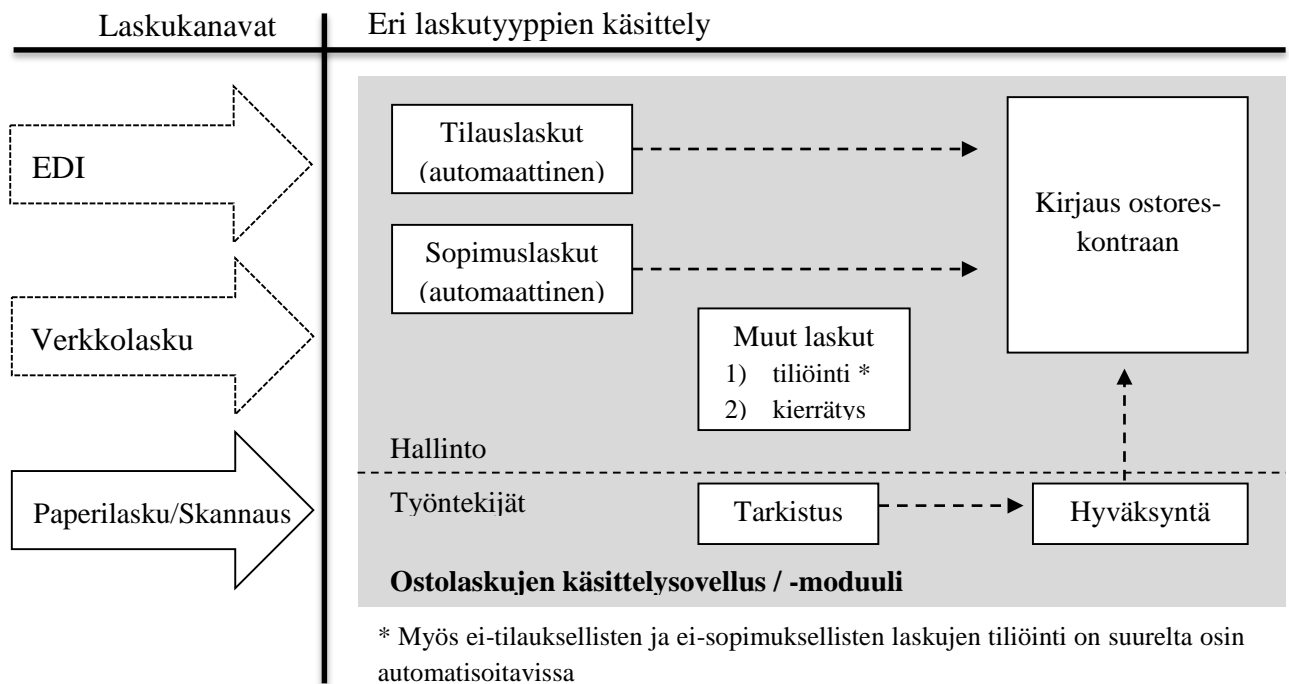 Laskukanavat
Eri laskutyyppien käsittely
EDI
Verkkolasku
Paperilasku/Skannaus
Tilauslaskut
(automaattinen)
Sopimuslaskut
(automaattinen)
Muut laskut
1) tiliöinti *
2) kierrätys
Kirjaus ostores-
kontraan
Hallinto
Työntekijät
Tarkistus
Hyväksyntä
Ostolaskujen käsittelysovellus / -moduuli
* Myös ei-tilauksellisten ja ei-sopimuksellisten laskujen tiliöinti on suurelta osin
automatisoitavissa